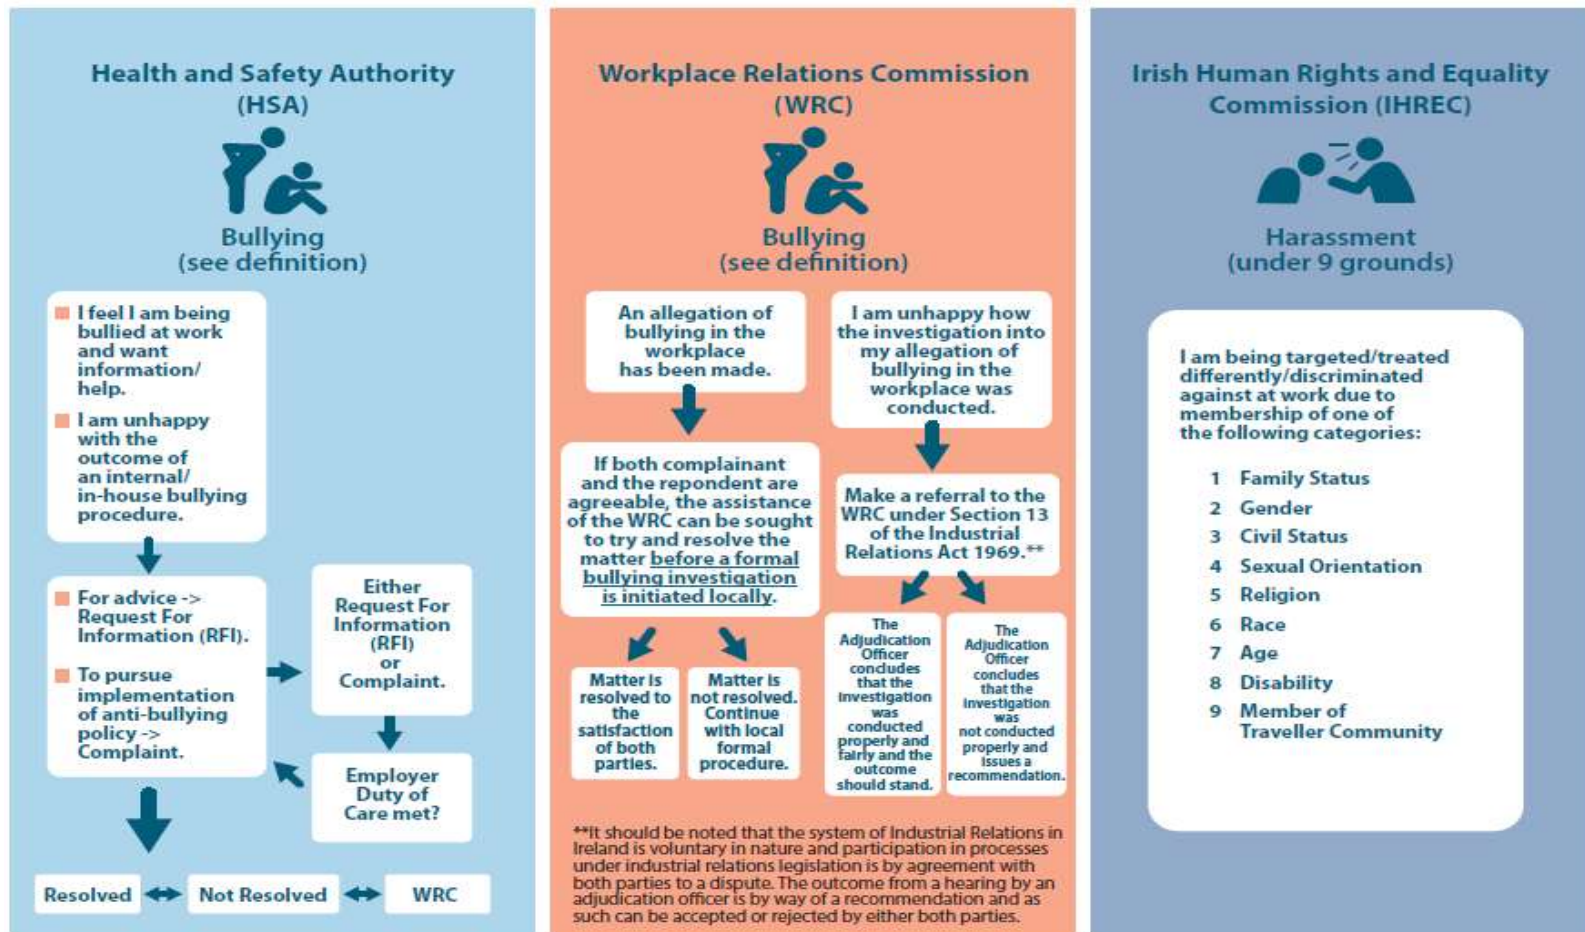 Health and Safety Authority
(HSA)
Bullying
(see definition)
I feel I am being
bullied at work
and want
information/
help.
I am unhappy
with the
outcome of
an internal/
in-house bullying
procedure.
For advice ->
Request For
Information (RFI).
To pursue
implementation
of anti-bullying
policy ->
Complaint.
Either
Request For
Information
(RFI)
or
Complaint.
Employer
Duty of
Care met?
Resolved
Not Resolved
WRC
Workplace Relations Commission
(WRC)
Bullying
(see definition)
An allegation of
bullying in the
workplace
has been made.
If both complainant
and the repondent are
agreeable, the assistance
of the WRC can be sought
to try and resolve the
matter before a formal
bullying investigation
is initiated locally.
Matter is
resolved to
the
satisfaction
of both
parties.
Matter is
not resolved.
Continue
with local
formal
procedure.
I am unhappy how
the investigation into
my allegation of
bullying in the
workplace was
conducted.
Make a referral to the
WRC under Section 13
of the Industrial
Relations Act 1969.**
The
Adjudication
Officer
concludes
that the
investigation
was
conducted
properly and
fairly and the
outcome
should stand.
The
Adjudication
Officer
concludes
that the
investigation
was
not conducted
properly and
issues a
recommendation.
**It should be noted that the system of Industrial Relations in
Ireland is voluntary in nature and participation in processes
under industrial relations legislation is by agreement with
both parties to a dispute. The outcome from a hearing by an
adjudication officer is by way of a recommendation and as
such can be accepted or rejected by either both parties.
Irish Human Rights and Equality
Commission (IHREC)
Harassment
(under 9 grounds)
I am being targeted/treated
differently/discriminated
against at work due to
membership of one of
the following categories:
1 Family Status
2 Gender
3 Civil Status
4 Sexual Orientation
5 Religion
6 Race
7 Age
8 Disability
9 Member of
Traveller Community